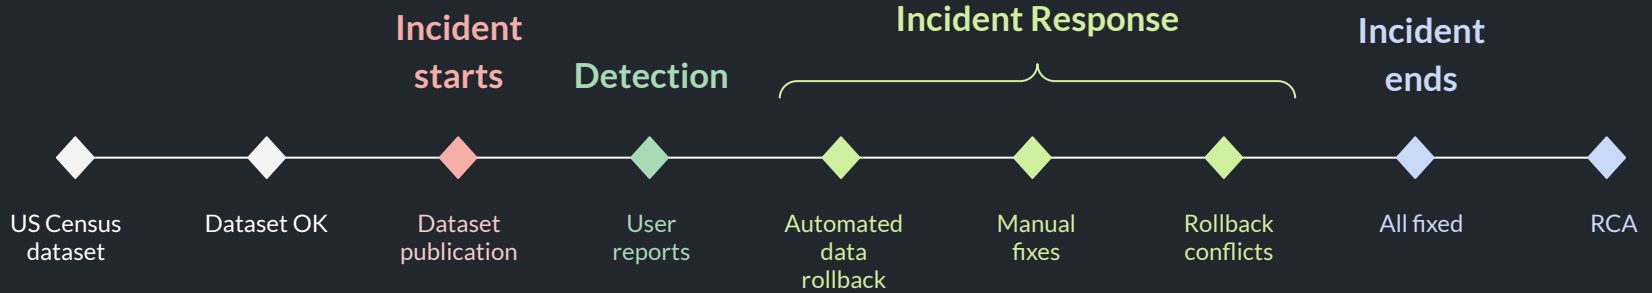 Incident
starts
Detection
Incident Response
Incident
ends
US Census
dataset
Dataset OK
Dataset
publication
User
reports
Automated
data
rollback
Manual
fixes
Rollback
conflicts
All fixed
RCA